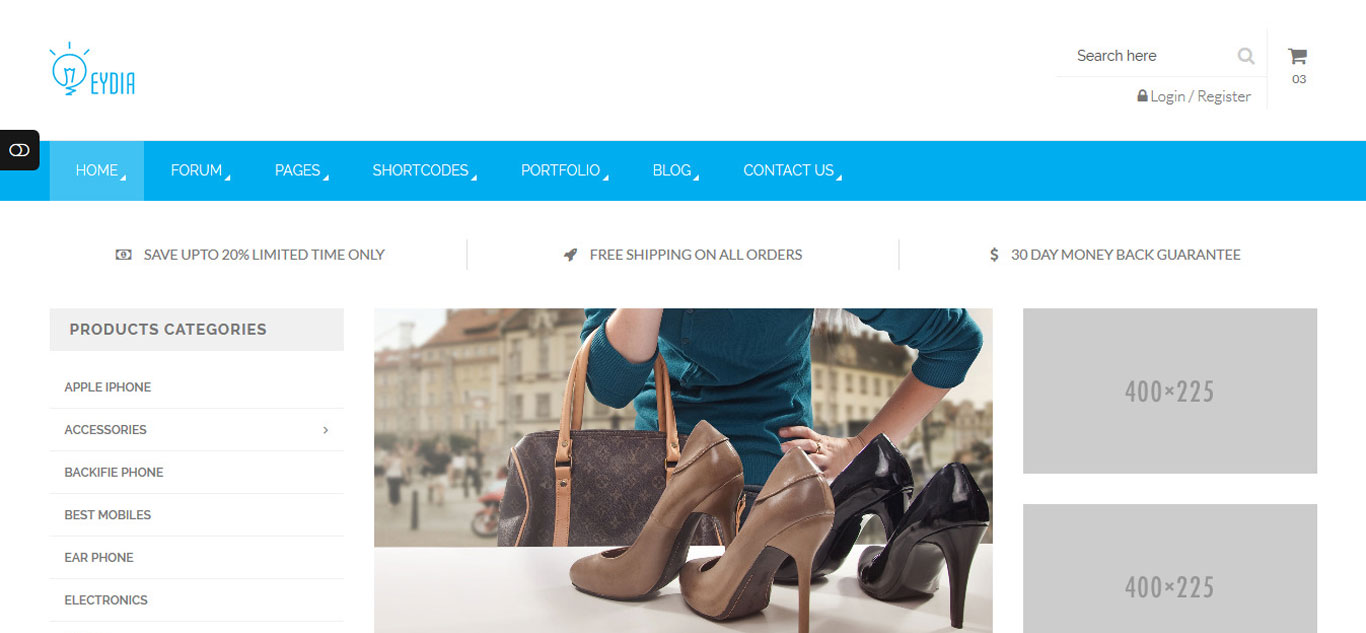 EYDIA
Search here
03
Login / Register
HOME
FORUM
PAGES
SHORTCODES
PORTFOLIO
BLOG
CONTACT US
SAVE UPTO 20% LIMITED TIME ONLY
FREE SHIPPING ON ALL ORDERS
30 DAY MONEY BACK GUARANTEE
PRODUCTS CATEGORIES
APPLE IPHONE
ACCESSORIES
BACKIFIE PHONE
BEST MOBILES
EAR PHONE
ELECTRONICS
400×225
400×225